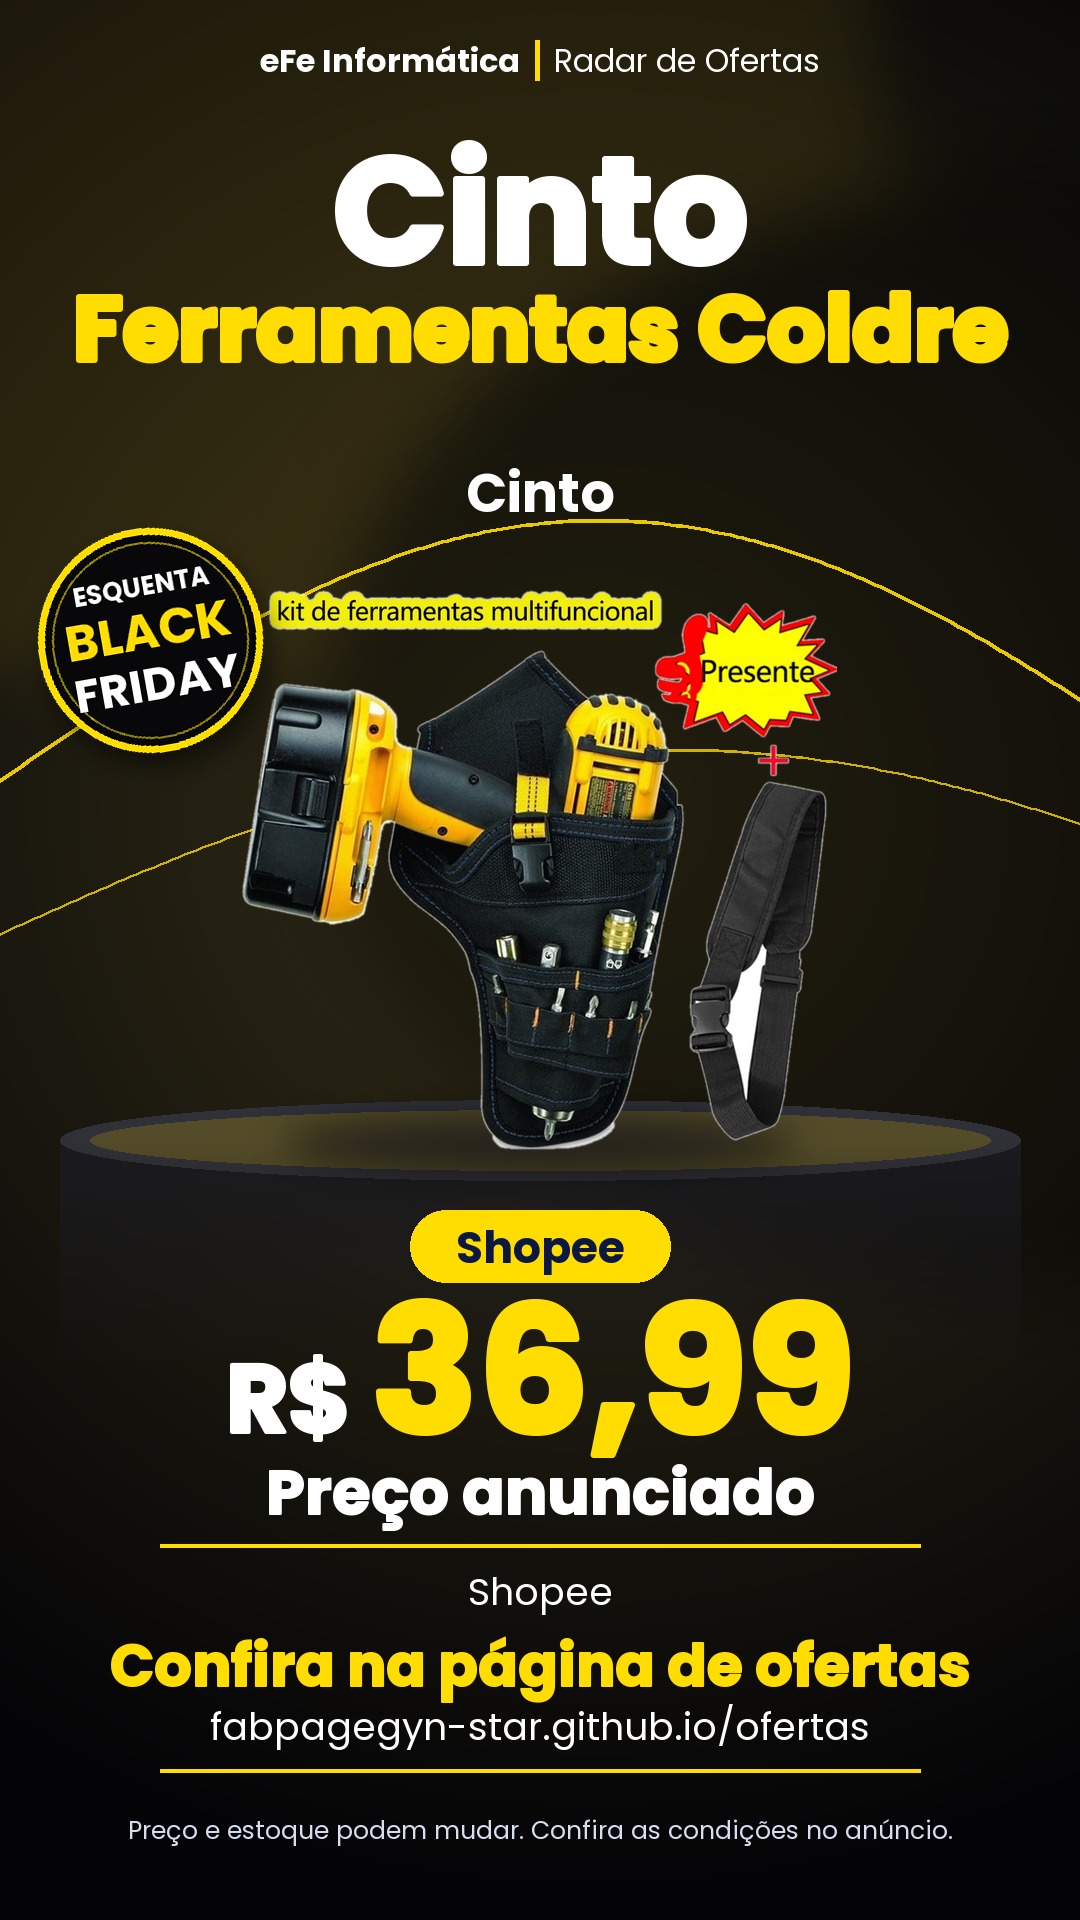 eFe Informática | Radar de Ofertas
Cinto
Ferramentas Coldre
Cinto
ESQUENTA
BLACK
FRIDAY
kit de ferramentas multifuncional
Presente
+
Shopee
R$ 36,99
Preço anunciado
Shopee
Confira na página de ofertas
fabpagegyn-star.github.io/ofertas
Preço e estoque podem mudar. Confira as condições no anúncio.